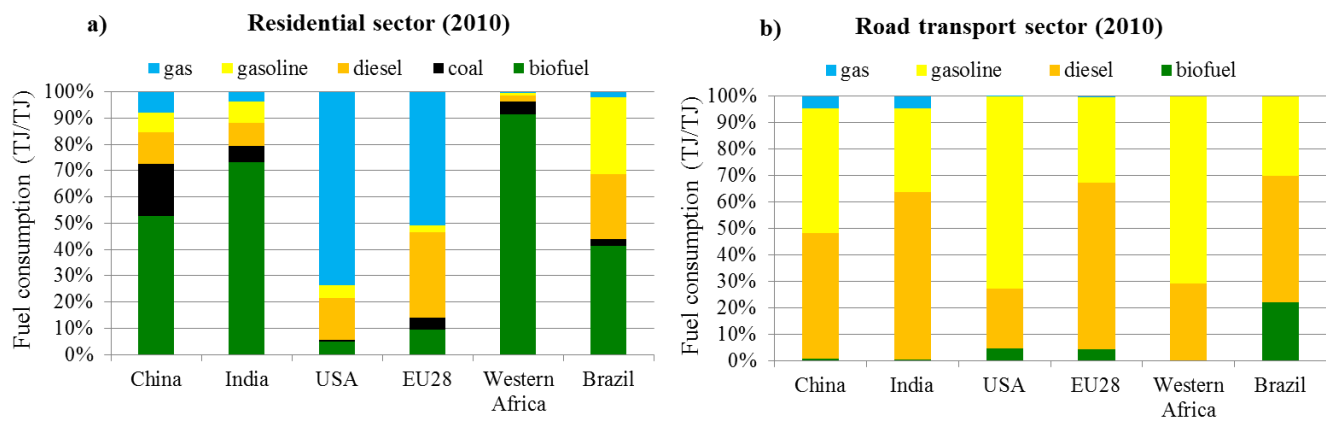 a) Residential sector (2010)
gas gasoline diesel coal biofuel
Fuel consumption (TJ/TJ)
100%
90%
80%
70%
60%
50%
40%
30%
20%
10%
0%
China India USA EU28 Western Africa Brazil
b) Road transport sector (2010)
gas gasoline diesel biofuel
Fuel consumption (TJ/TJ)
100%
90%
80%
70%
60%
50%
40%
30%
20%
10%
0%
China India USA EU28 Western Africa Brazil